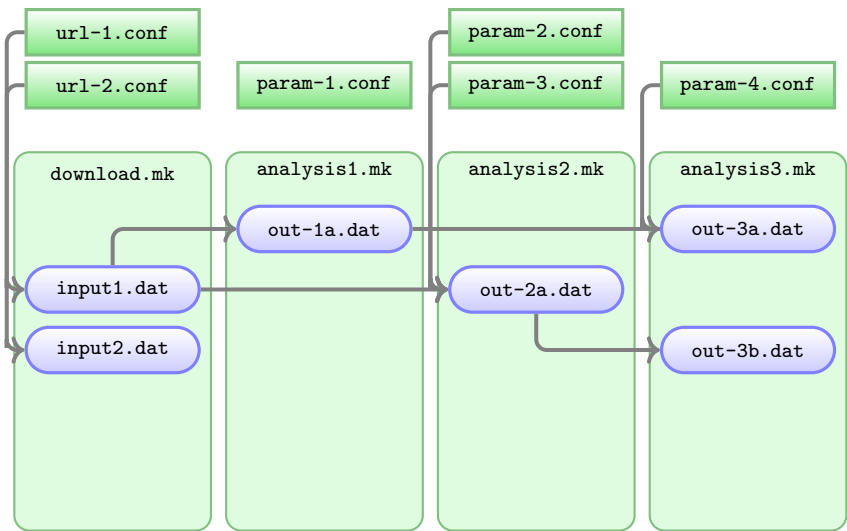 url-1.conf
param-2.conf
url-2.conf
param-1.conf
param-3.conf
param-4.conf
download.mk
analysis1.mk
analysis2.mk
analysis3.mk
out-1a.dat
out-3a.dat
input1.dat
out-2a.dat
input2.dat
out-3b.dat